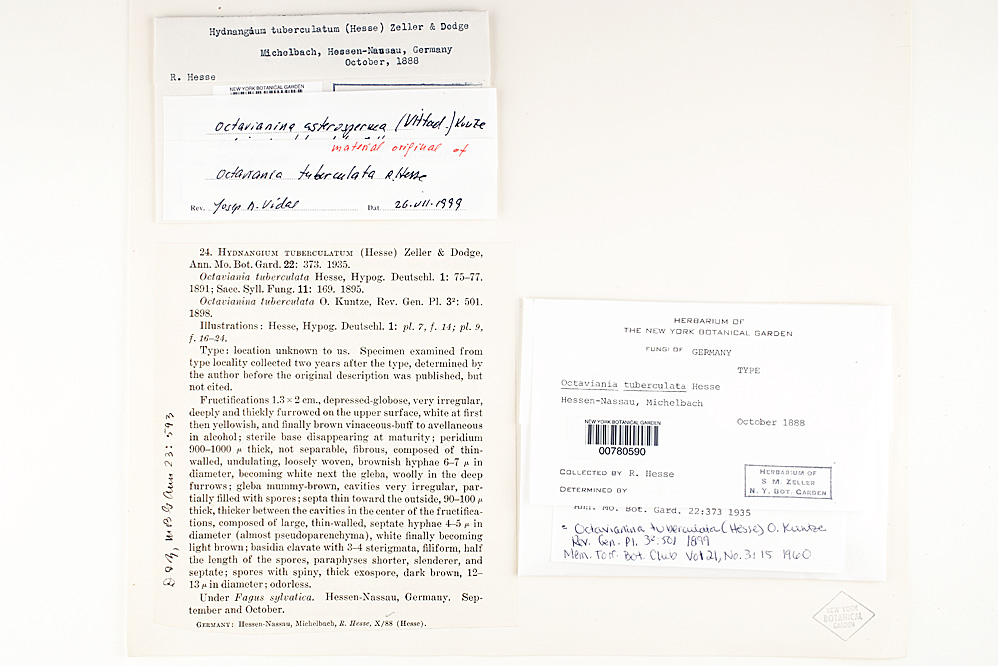 Hydnangium tuberculatum (Hesse) Zeller & Dodge
Michelbach, Hessen-Nassau, Germany
October, 1888
R. Hesse
NEW YORK BOTANICAL GARDEN
Octavianina asterosperma (Vittad.) Kuntze
material original of
Octaviania tuberculata R. Hesse
Rev. Josep M. Vidal Dat. 26.VII.1999
24. HYDNANGIUM TUBERCULATUM (Hesse) Zeller & Dodge,
Ann. Mo. Bot. Gard. 22: 373. 1935.
Octaviania tuberculata Hesse, Hypog. Deutschl. 1: 75–77.
1891; Sacc. Syll. Fung. 11: 169. 1895.
Octavianina tuberculata O. Kuntze, Rev. Gen. Pl. 3²: 501.
1898.
Illustrations: Hesse, Hypog. Deutschl. 1: pl. 7, f. 14; pl. 9,
f. 16–24.
Type: location unknown to us. Specimen examined from
type locality collected two years after the type, determined by
the author before the original description was published, but
not cited.
Fructifications 1.3 × 2 cm., depressed-globose, very irregular,
deeply and thickly furrowed on the upper surface, white at first
then yellowish, and finally brown vinaceous-buff to avellaneous
in alcohol; sterile base disappearing at maturity; peridium
900–1000 µ thick, not separable, fibrous, composed of thin-
walled, undulating, loosely woven, brownish hyphae 6–7 µ in
diameter, becoming white next the gleba, woolly in the deep
furrows; gleba mummy-brown, cavities very irregular, par-
tially filled with spores; septa thin toward the outside, 90–100 µ
thick, thicker between the cavities in the center of the fructifica-
tions, composed of large, thin-walled, septate hyphae 4–5 µ in
diameter (almost pseudoparenchyma), white finally becoming
light brown; basidia clavate with 3–4 sterigmata, filiform, half
the length of the spores, paraphyses shorter, slenderer, and
septate; spores with spiny, thick exospore, dark brown, 12–
13 µ in diameter; odorless.
Under Fagus sylvatica. Hessen-Nassau, Germany. Sep-
tember and October.
GERMANY: Hessen-Nassau, Michelbach, R. Hesse, X/88 (Hesse).
D & Z, M B G Ann 23: 593
HERBARIUM OF
THE NEW YORK BOTANICAL GARDEN
FUNGI OF GERMANY
TYPE
Octaviania tuberculata Hesse
Hessen-Nassau, Michelbach
October 1888
NEW YORK BOTANICAL GARDEN
00780590
COLLECTED BY R. Hesse
DETERMINED BY
HERBARIUM OF
S. M. ZELLER
N. Y. BOT. GARDEN
Ann. Mo. Bot. Gard. 22:373 1935
= Octavianina tuberculata (Hesse) O. Kuntze
Rev. Gen. Pl. 3²: 501 1899
Mem. Torr. Bot. Club Vol 21, No. 3: 15 1960
NEW YORK
BOTANICAL
GARDEN